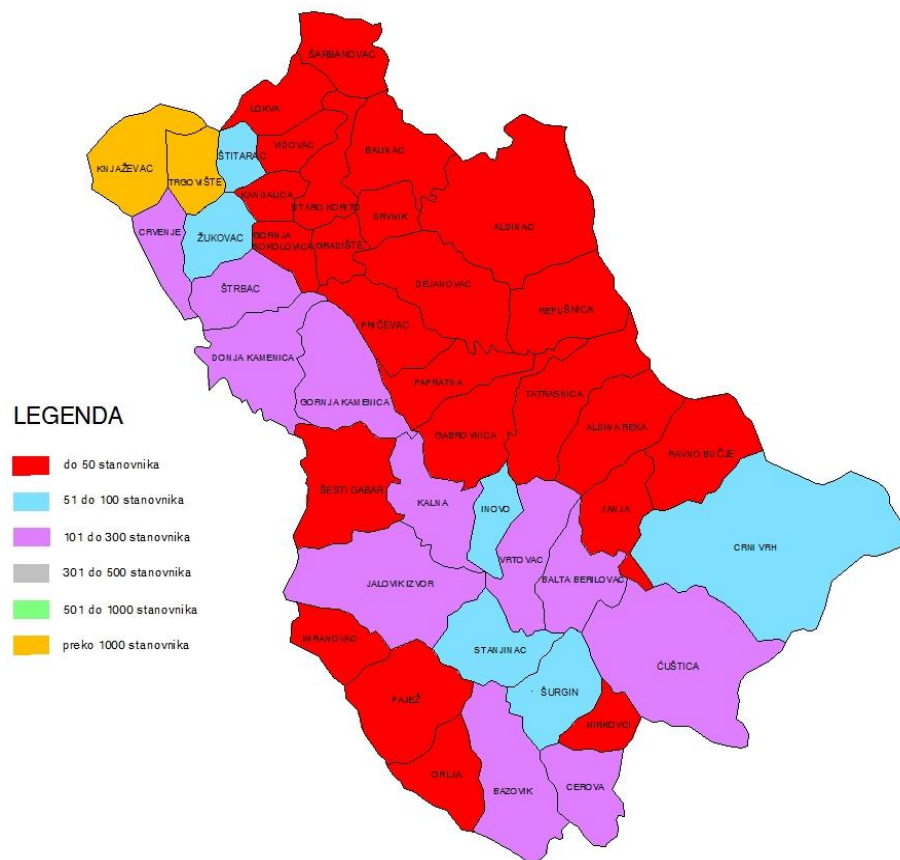 ŠARBANOVAC
LOKVA
VIDOVAC
BALINAC
ŠTITARAC
KNJAŽEVAC
TRGOVIŠTE
KANDALICA
STARO KORITO
DRVNIK
ALDINAC
CRVENJE
ŽUKOVAC
GORNJA
SOKOLOVICA
GRADIŠTE
ŠTRBAC
DEJANOVAC
REPUŠNICA
PRIČEVAC
DONJA KAMENICA
GORNJA KAMENICA
PAPRATNA
TATRASNICA
GABROVNICA
ALDINA REKA
RAVNO BUČJE
LEGENDA
do 50 stanovnika
51 do 100 stanovnika
101 do 300 stanovnika
301 do 500 stanovnika
501 do 1000 stanovnika
preko 1000 stanovnika
ŠESTI GABAR
KALNA
INOVO
JANJA
CRNI VRH
VRTOVAC
BALTA BERILOVAC
JALOVIK IZVOR
MIRANOVAC
STANJINAC
ĆUŠTICA
ŠURGIN
PAJEŽ
MIRKOVCI
ORLJA
BAZOVIK
CEROVA